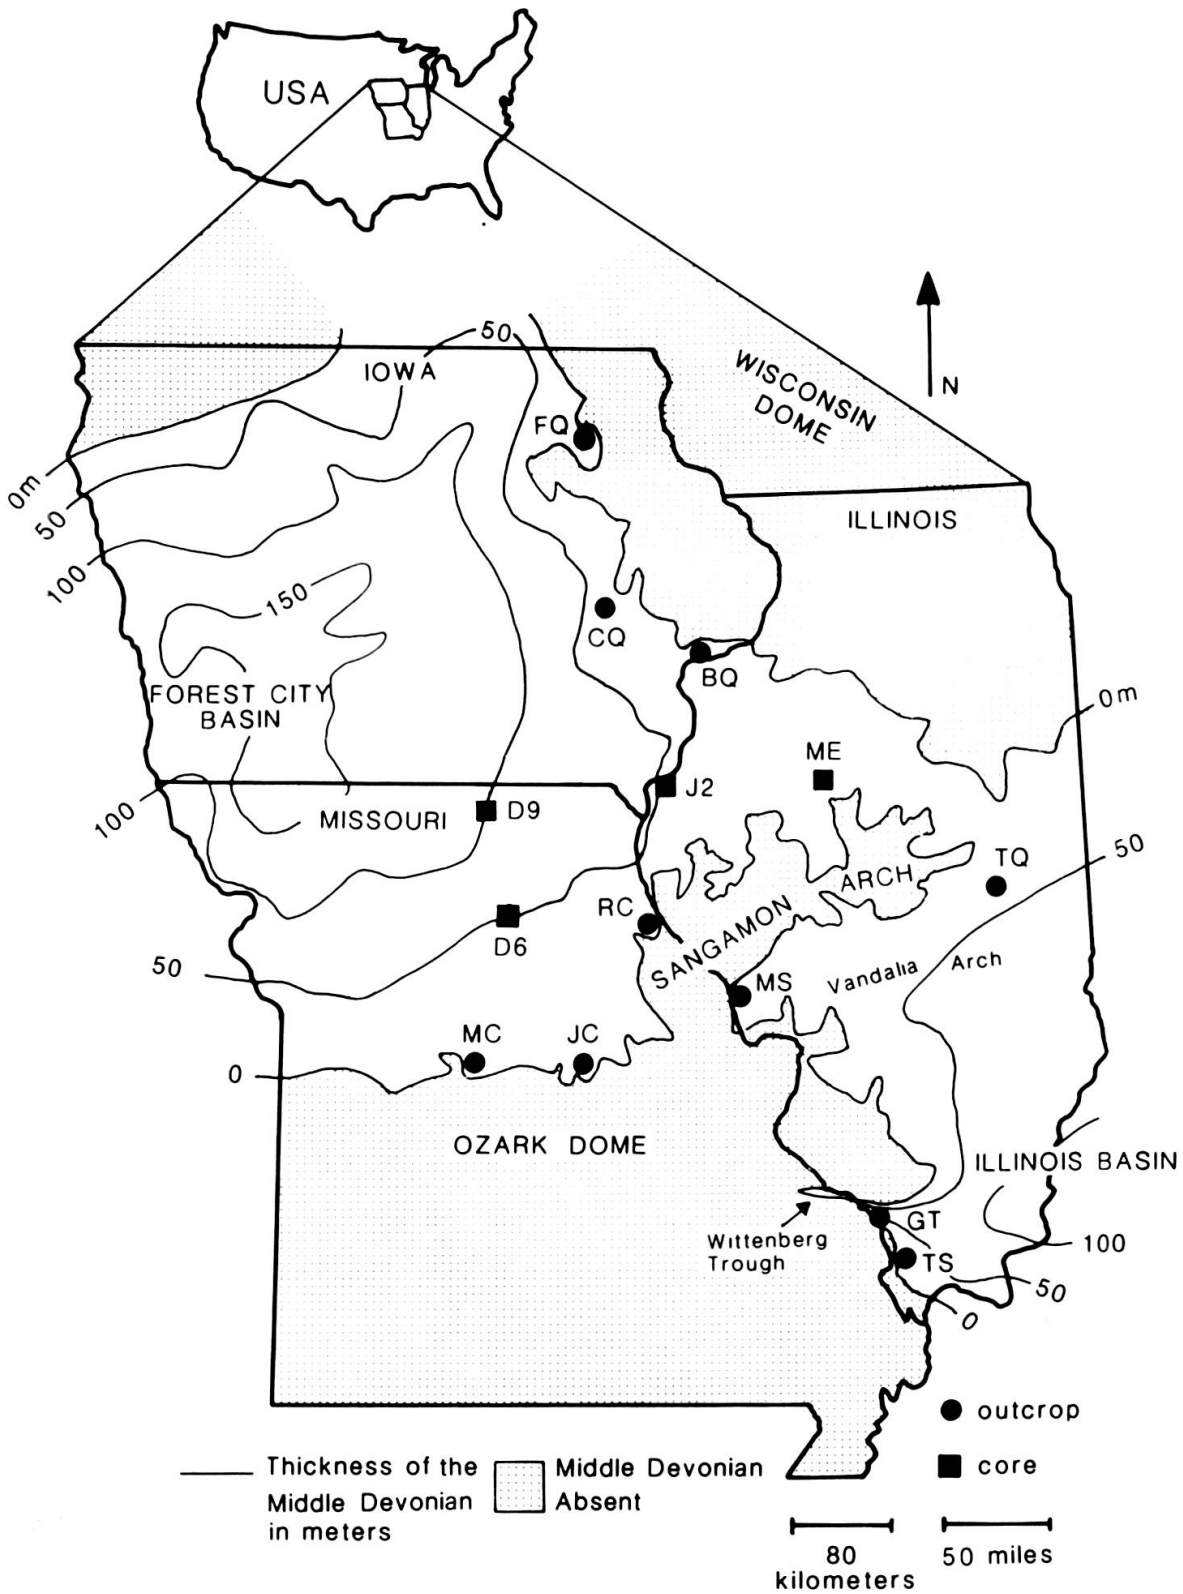 USA
50
IOWA
WISCONSIN
DOME
N
FQ
0m
50
100
150
ILLINOIS
CQ
BQ
FOREST CITY
BASIN
0m
ME
J2
100
MISSOURI
D9
50
TQ
ARCH
RC
D6
SANGAMON
50
MS
Vandalia Arch
MC
JC
0
OZARK DOME
ILLINOIS BASIN
GT
Wittenberg
Trough
100
TS
50
0
outcrop
core
Thickness of the
Middle Devonian
in meters
Middle Devonian
Absent
80
kilometers
50 miles